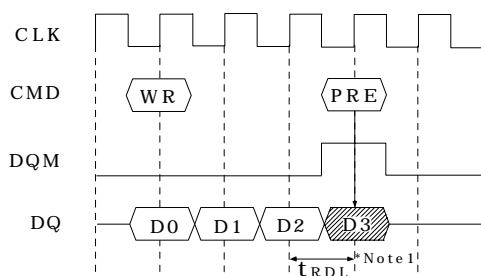 CLK
CMD WR PRE
DQM
DQ D0 D1 D2 D3
tRDL *Note1